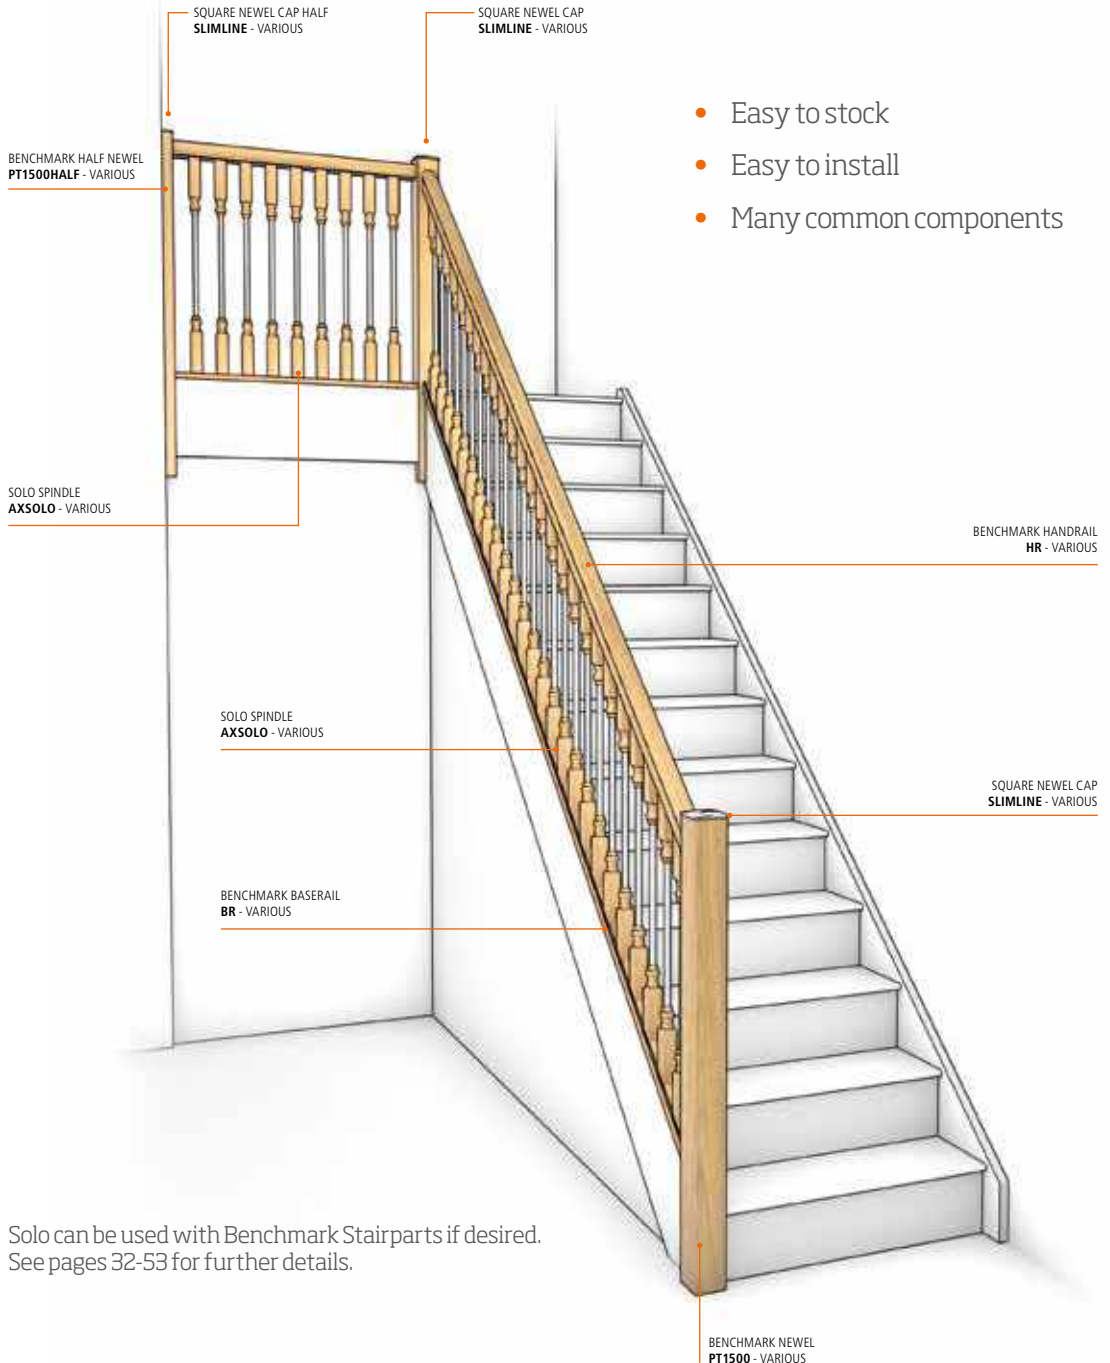 SQUARE NEWEL CAP HALF
SLIMLINE - VARIOUS
SQUARE NEWEL CAP
SLIMLINE - VARIOUS
• Easy to stock
• Easy to install
• Many common components
BENCHMARK HALF NEWEL
PT1500HALF - VARIOUS
SOLO SPINDLE
AXSOLO - VARIOUS
BENCHMARK HANDRAIL
HR - VARIOUS
SOLO SPINDLE
AXSOLO - VARIOUS
SQUARE NEWEL CAP
SLIMLINE - VARIOUS
BENCHMARK BASERAIL
BR - VARIOUS
Solo can be used with Benchmark Stairparts if desired.
See pages 32-53 for further details.
BENCHMARK NEWEL
PT1500 - VARIOUS